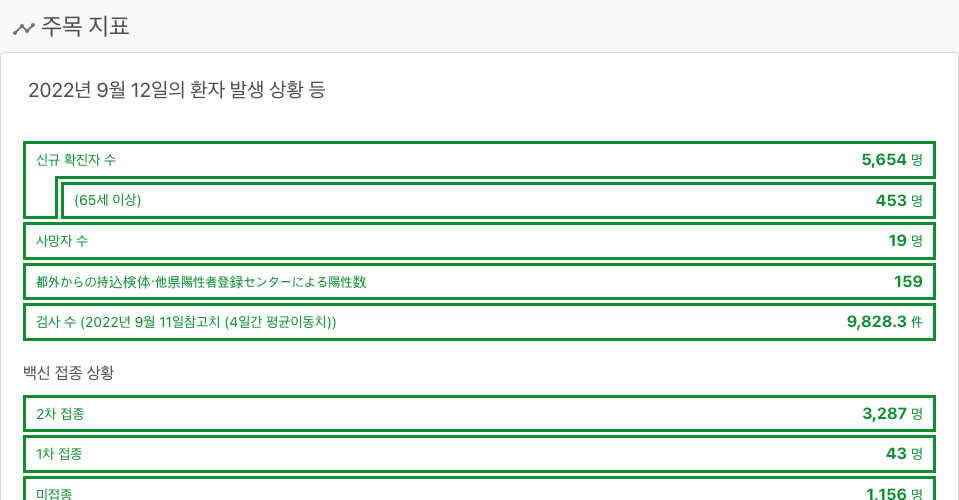 주목 지표
2022년 9월 12일의 환자 발생 상황 등
신규 확진자 수 5,654 명
(65세 이상) 453 명
사망자 수 19 명
都外からの持込検体·他県陽性者登録センターによる陽性数 159
검사 수 (2022년 9월 11일참고치 (4일간 평균이동치)) 9,828.3 件
백신 접종 상황
2차 접종 3,287 명
1차 접종 43 명
미접종 1,156 명